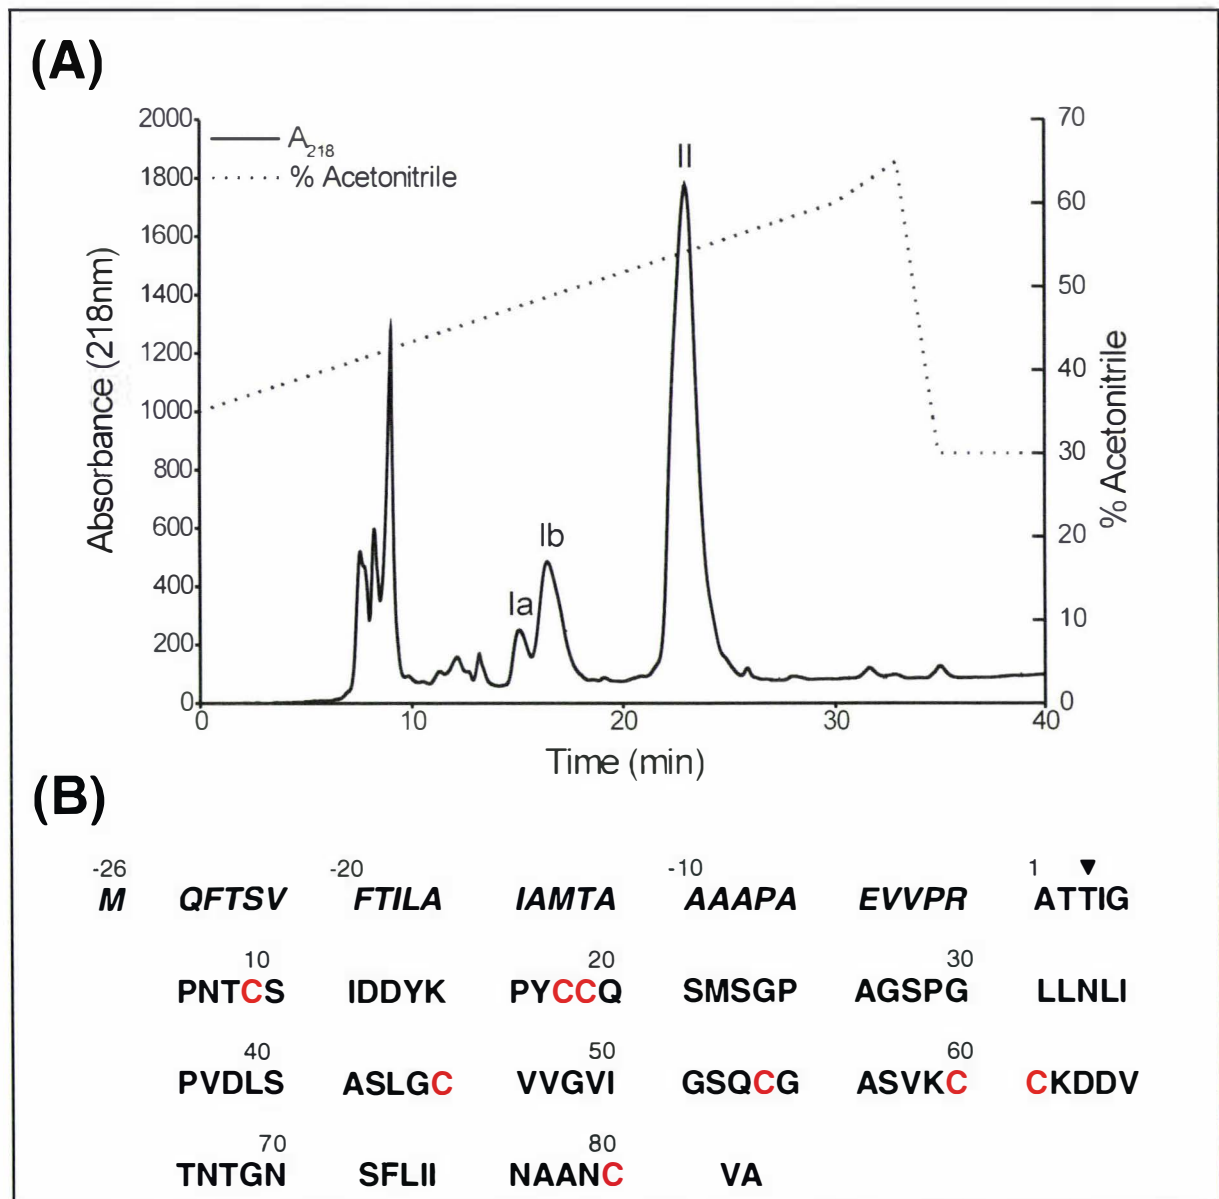 (A)
2000
1800
1600
1400
1200
1000
800
600
400
200
0
Absorbance (218nm)
A218
% Acetonitrile
II
Ib
Ia
70
60
50
40
30
20
10
0
% Acetonitrile
0 10 20 30 40
Time (min)
(B)
-26 -20 -10 1 ▼
M QFTSV FTILA IAMTA AAAPA EVVPR ATTIG
10 20 30
PNTCS IDDYK PYCCQ SMSGP AGSPG LLNLI
40 50 60
PVDLS ASLGC VVGVI GSQCG ASVKC CKDDV
70 80
TNTGN SFLII NAANC VA